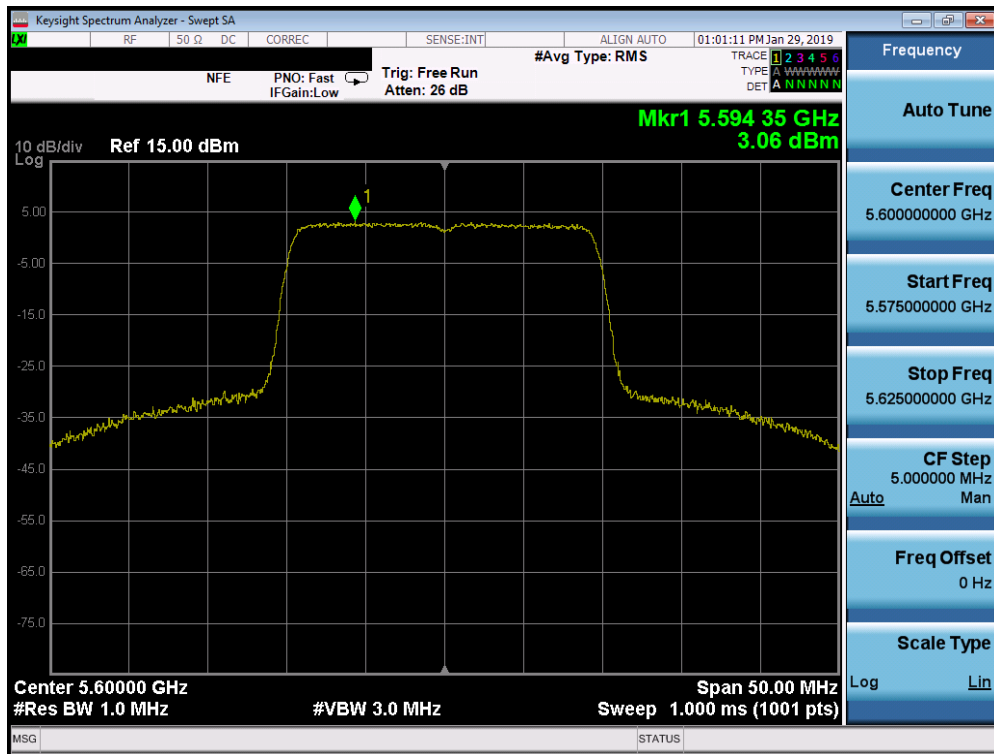 Keysight Spectrum Analyzer - Swept SA
LXI RF 50 Ω DC CORREC SENSE:INT ALIGN AUTO 01:01:11 PM Jan 29, 2019
Frequency
NFE PNO: Fast IFGain:Low
Trig: Free Run
Atten: 26 dB
#Avg Type: RMS
TRACE 1 2 3 4 5 6
TYPE A WWWWW
DET A N N N N N
Auto Tune
Mkr1 5.594 35 GHz
3.06 dBm
10 dB/div Ref 15.00 dBm
Log
1
5.00
-5.00
-15.0
-25.0
-35.0
-45.0
-55.0
-65.0
-75.0
Center 5.60000 GHz Span 50.00 MHz
#Res BW 1.0 MHz #VBW 3.0 MHz Sweep 1.000 ms (1001 pts)
Center Freq
5.600000000 GHz
Start Freq
5.575000000 GHz
Stop Freq
5.625000000 GHz
CF Step
5.000000 MHz
Auto Man
Freq Offset
0 Hz
Scale Type
Log Lin
MSG STATUS